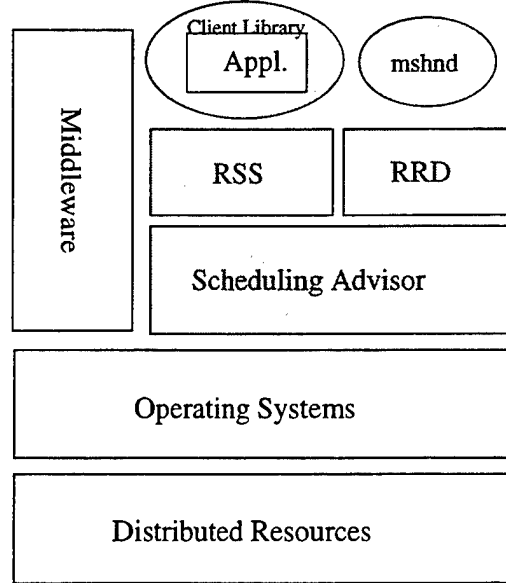 Client Library
Appl.
mshnd
Middleware
RSS
RRD
Scheduling Advisor
Operating Systems
Distributed Resources